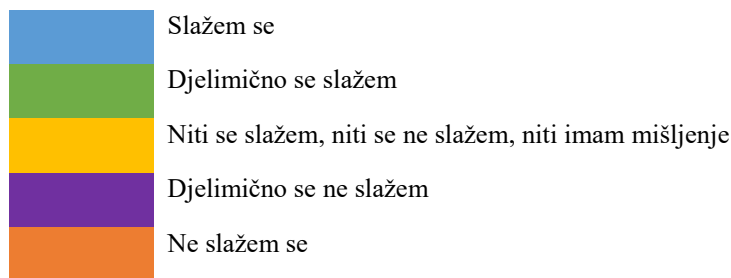 Slažem se
Djelimično se slažem
Niti se slažem, niti se ne slažem, niti imam mišljenje
Djelimično se ne slažem
Ne slažem se